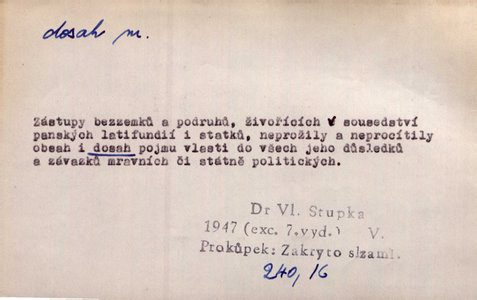 dosah m.
Zástupy bezzemků a podruhů, živořících v sousedství
panských latifundií i statků, neprožily a neprocítily
obsah i dosah pojmu vlasti do všech jeho důsledků
a závazků mravních či státně politických.
Dr Vl. Stupka
1947 (exc. 7.vyd.) V.
Prokůpek: Zakryto slzami.
240, 16